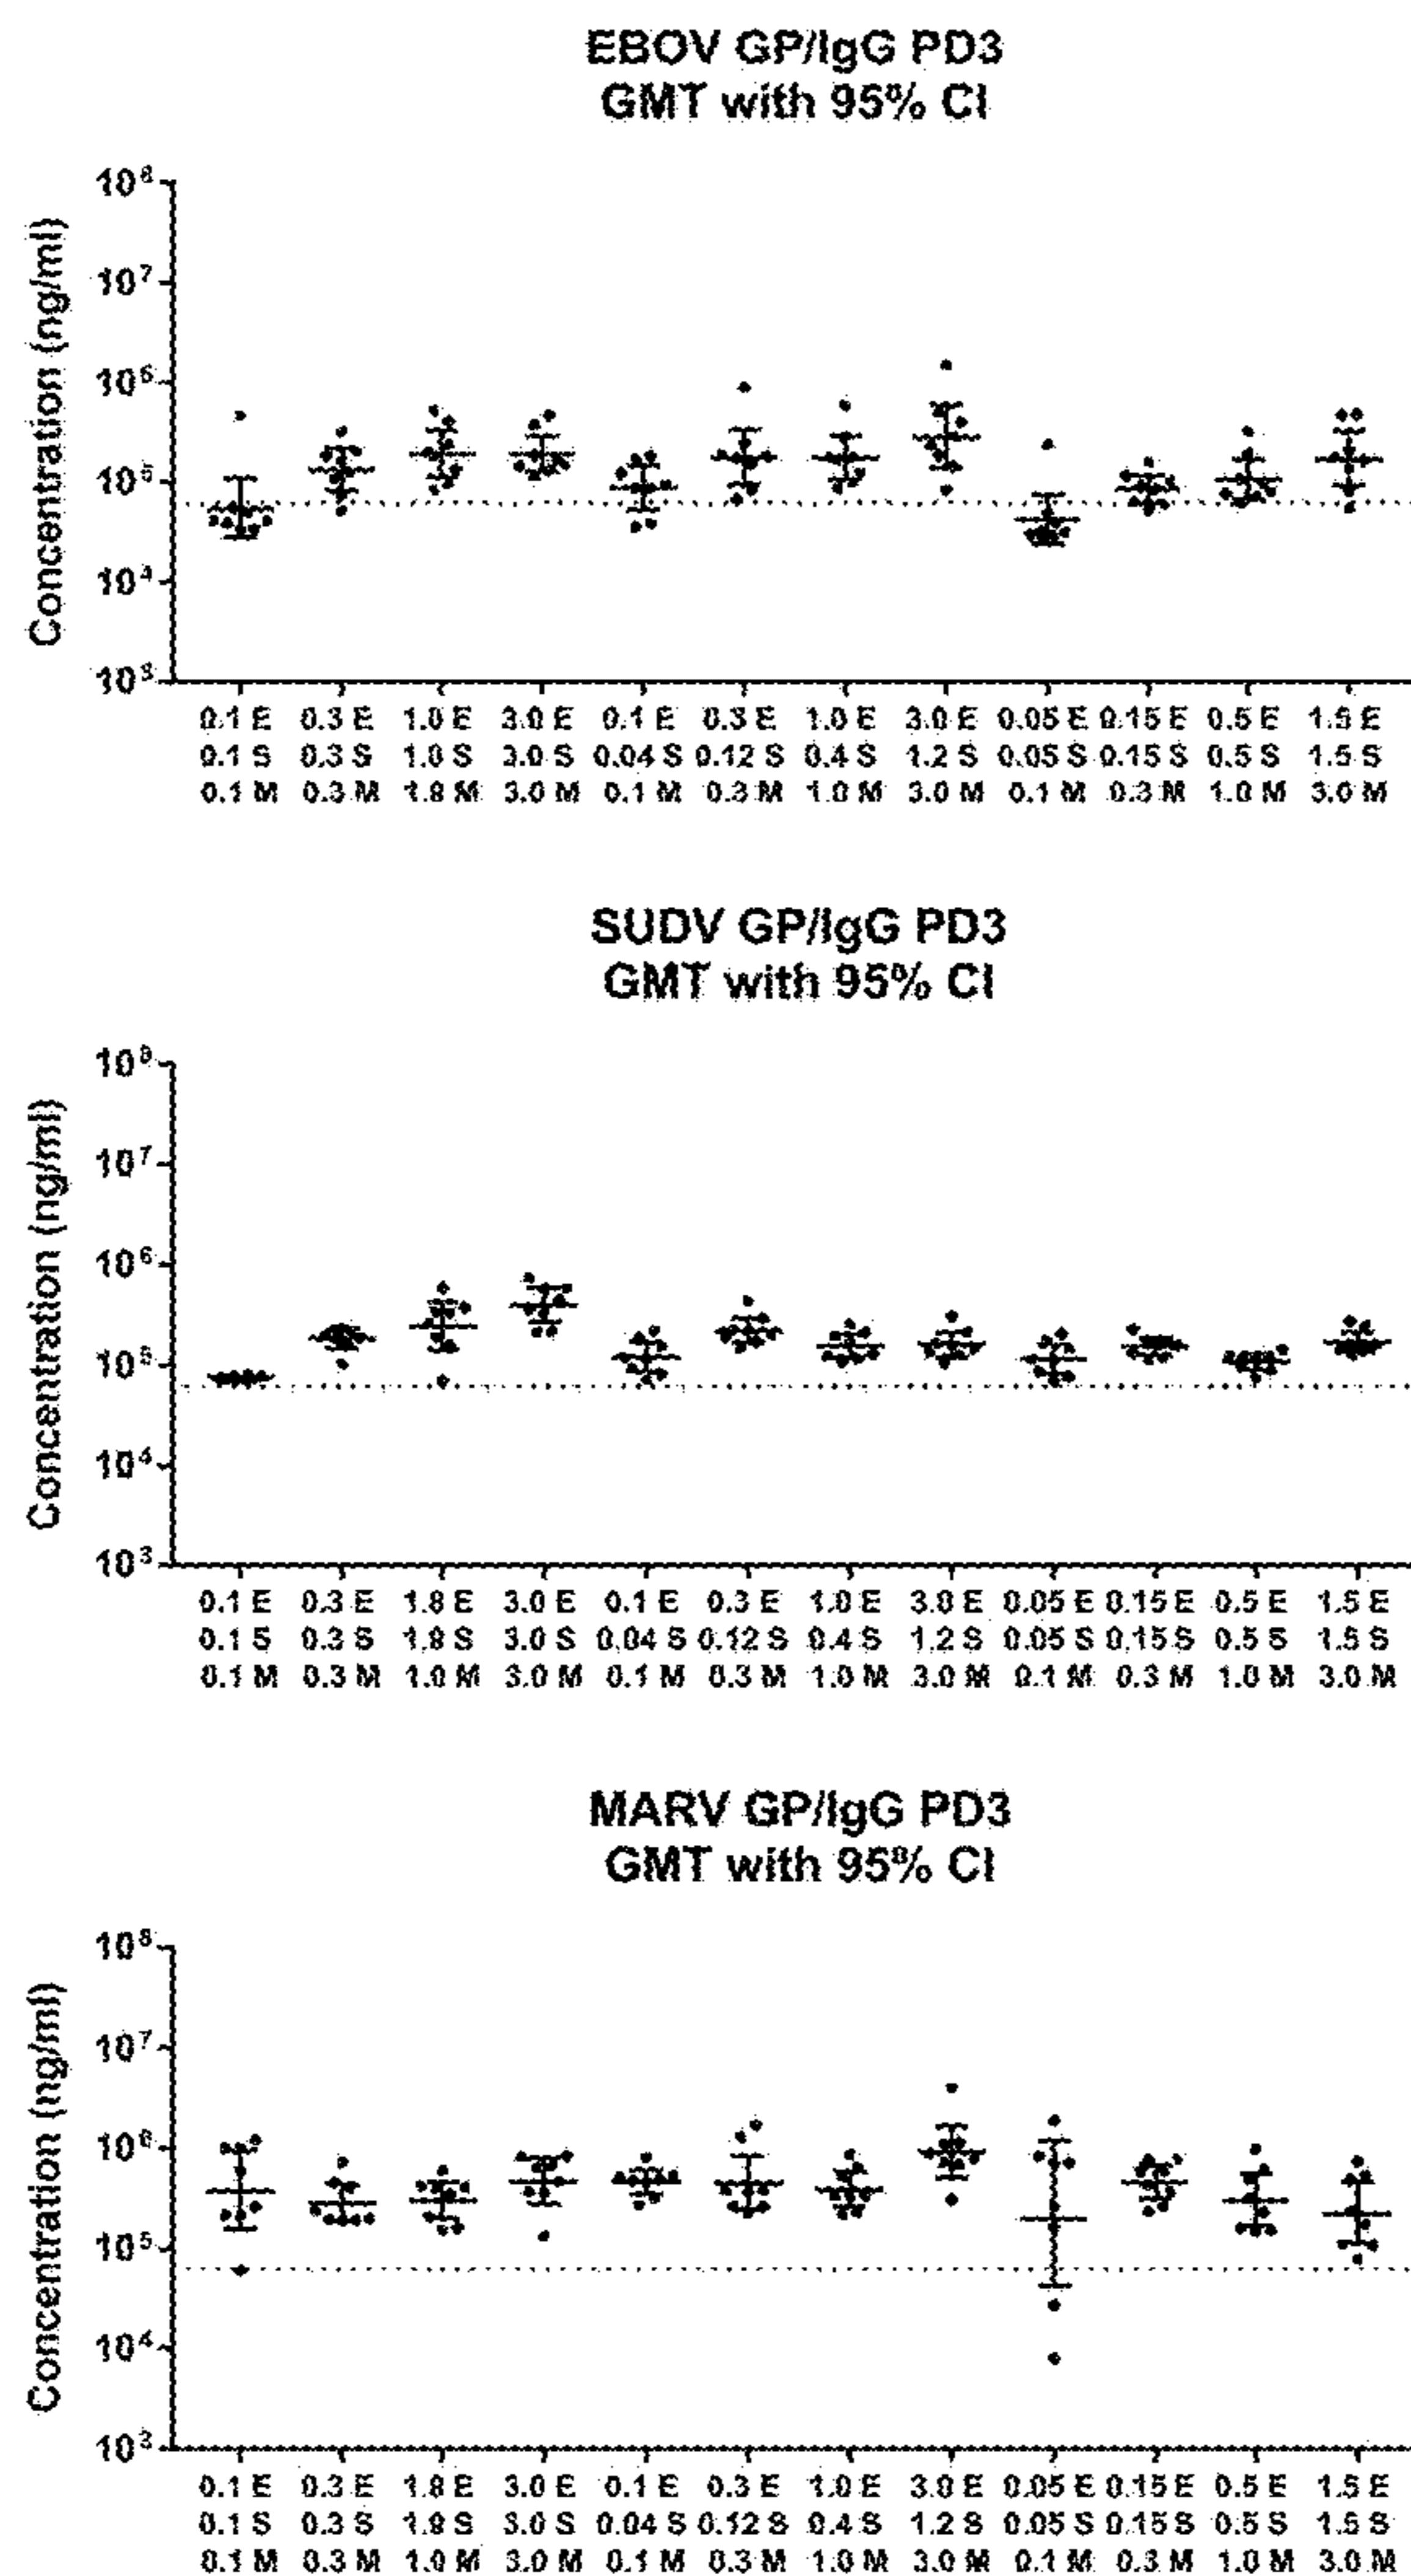 EBOV GP/IgG PD3
GMT with 95% CI
Concentration (ng/ml)
10⁸
10⁷
10⁶
10⁵
10⁴
10³
0.1 E 0.3 E 1.0 E 3.0 E 0.1 E 0.3 E 1.0 E 3.0 E 0.05 E 0.15 E 0.5 E 1.5 E
0.1 S 0.3 S 1.0 S 3.0 S 0.04 S 0.12 S 0.4 S 1.2 S 0.05 S 0.15 S 0.5 S 1.5 S
0.1 M 0.3 M 1.0 M 3.0 M 0.1 M 0.3 M 1.0 M 3.0 M 0.1 M 0.3 M 1.0 M 3.0 M
SUDV GP/IgG PD3
GMT with 95% CI
Concentration (ng/ml)
10⁸
10⁷
10⁶
10⁵
10⁴
10³
0.1 E 0.3 E 1.0 E 3.0 E 0.1 E 0.3 E 1.0 E 3.0 E 0.05 E 0.15 E 0.5 E 1.5 E
0.1 S 0.3 S 1.0 S 3.0 S 0.04 S 0.12 S 0.4 S 1.2 S 0.05 S 0.15 S 0.5 S 1.5 S
0.1 M 0.3 M 1.0 M 3.0 M 0.1 M 0.3 M 1.0 M 3.0 M 0.1 M 0.3 M 1.0 M 3.0 M
MARV GP/IgG PD3
GMT with 95% CI
Concentration (ng/ml)
10⁸
10⁷
10⁶
10⁵
10⁴
10³
0.1 E 0.3 E 1.0 E 3.0 E 0.1 E 0.3 E 1.0 E 3.0 E 0.05 E 0.15 E 0.5 E 1.5 E
0.1 S 0.3 S 1.0 S 3.0 S 0.04 S 0.12 S 0.4 S 1.2 S 0.05 S 0.15 S 0.5 S 1.5 S
0.1 M 0.3 M 1.0 M 3.0 M 0.1 M 0.3 M 1.0 M 3.0 M 0.1 M 0.3 M 1.0 M 3.0 M